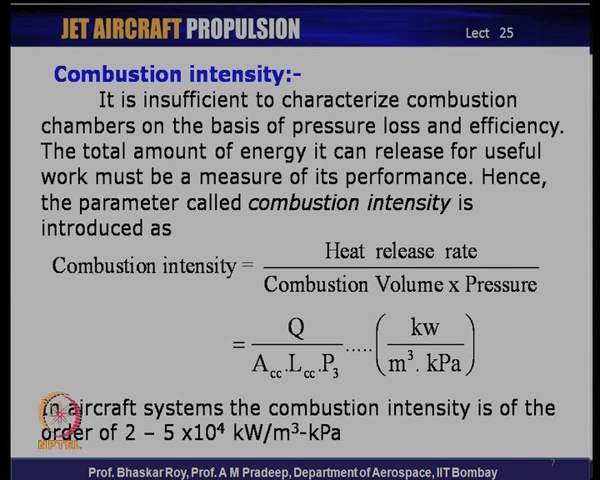 JET AIRCRAFT PROPULSION
Lect 25
Combustion intensity:-
It is insufficient to characterize combustion
chambers on the basis of pressure loss and efficiency.
The total amount of energy it can release for useful
work must be a measure of its performance. Hence,
the parameter called combustion intensity is
introduced as
Combustion intensity = Heat release rate / Combustion Volume x Pressure
= Q / A_cc.L_cc.P_3 ..... (kw / m³. kPa)
In aircraft systems the combustion intensity is of the
order of 2 – 5 x10⁴ kW/m³-kPa
NPTEL
Prof. Bhaskar Roy, Prof. A M Pradeep, Department of Aerospace, IIT Bombay
7